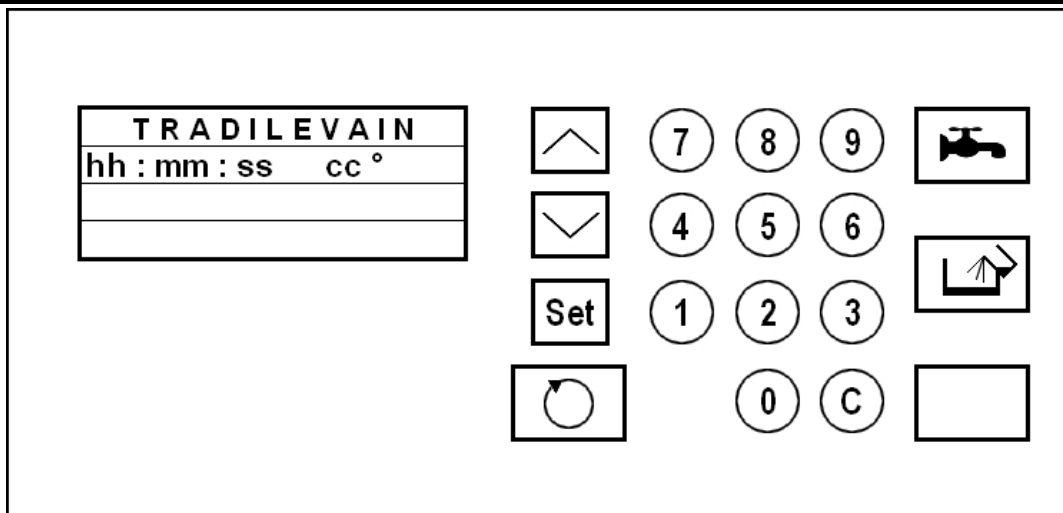 TRADILEVAIN
hh : mm : ss cc °
7 8 9
4 5 6
Set 1 2 3
0 C